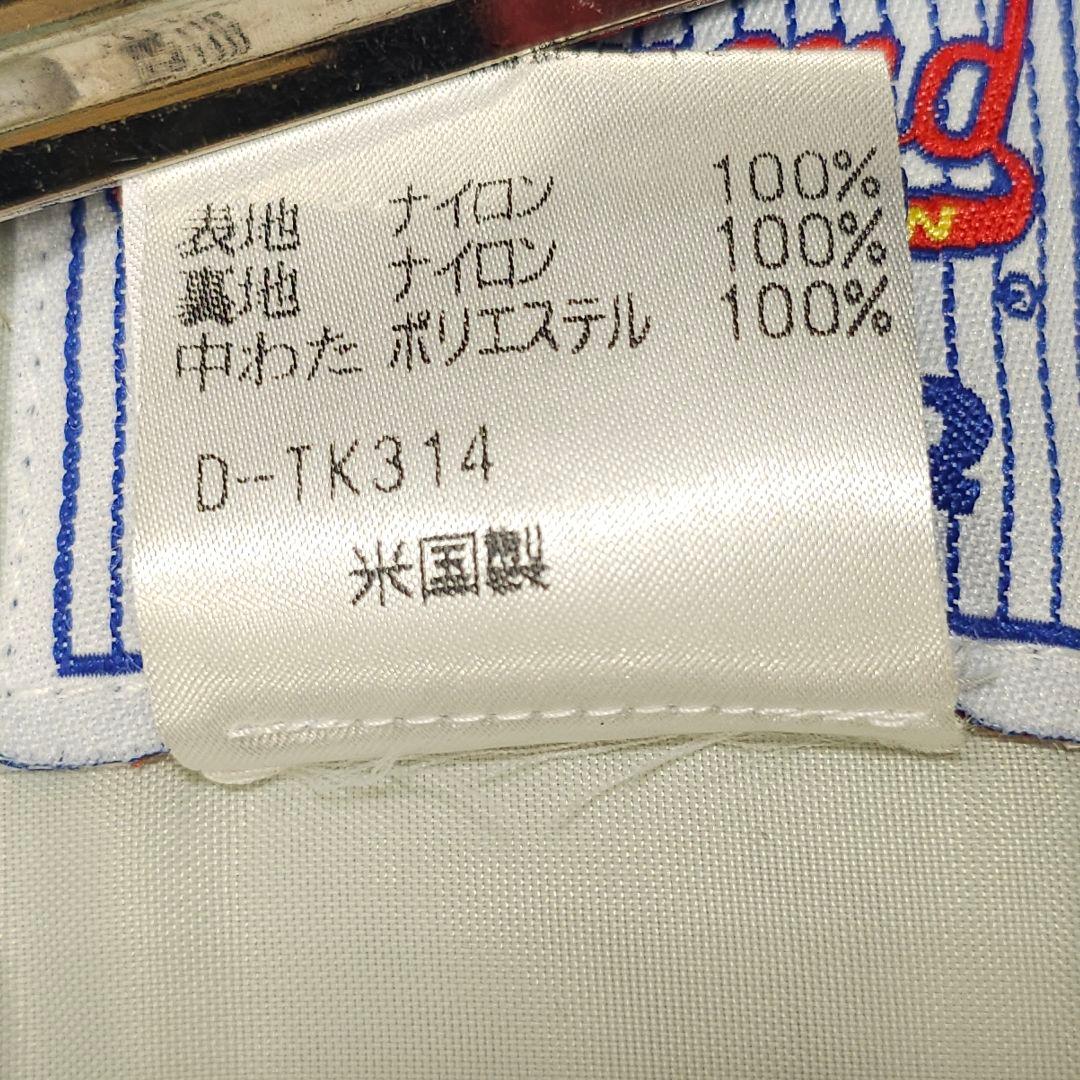 表地 ナイロン 100%
裏地 ナイロン 100%
中わた ポリエステル 100%
D--TK314
米国製